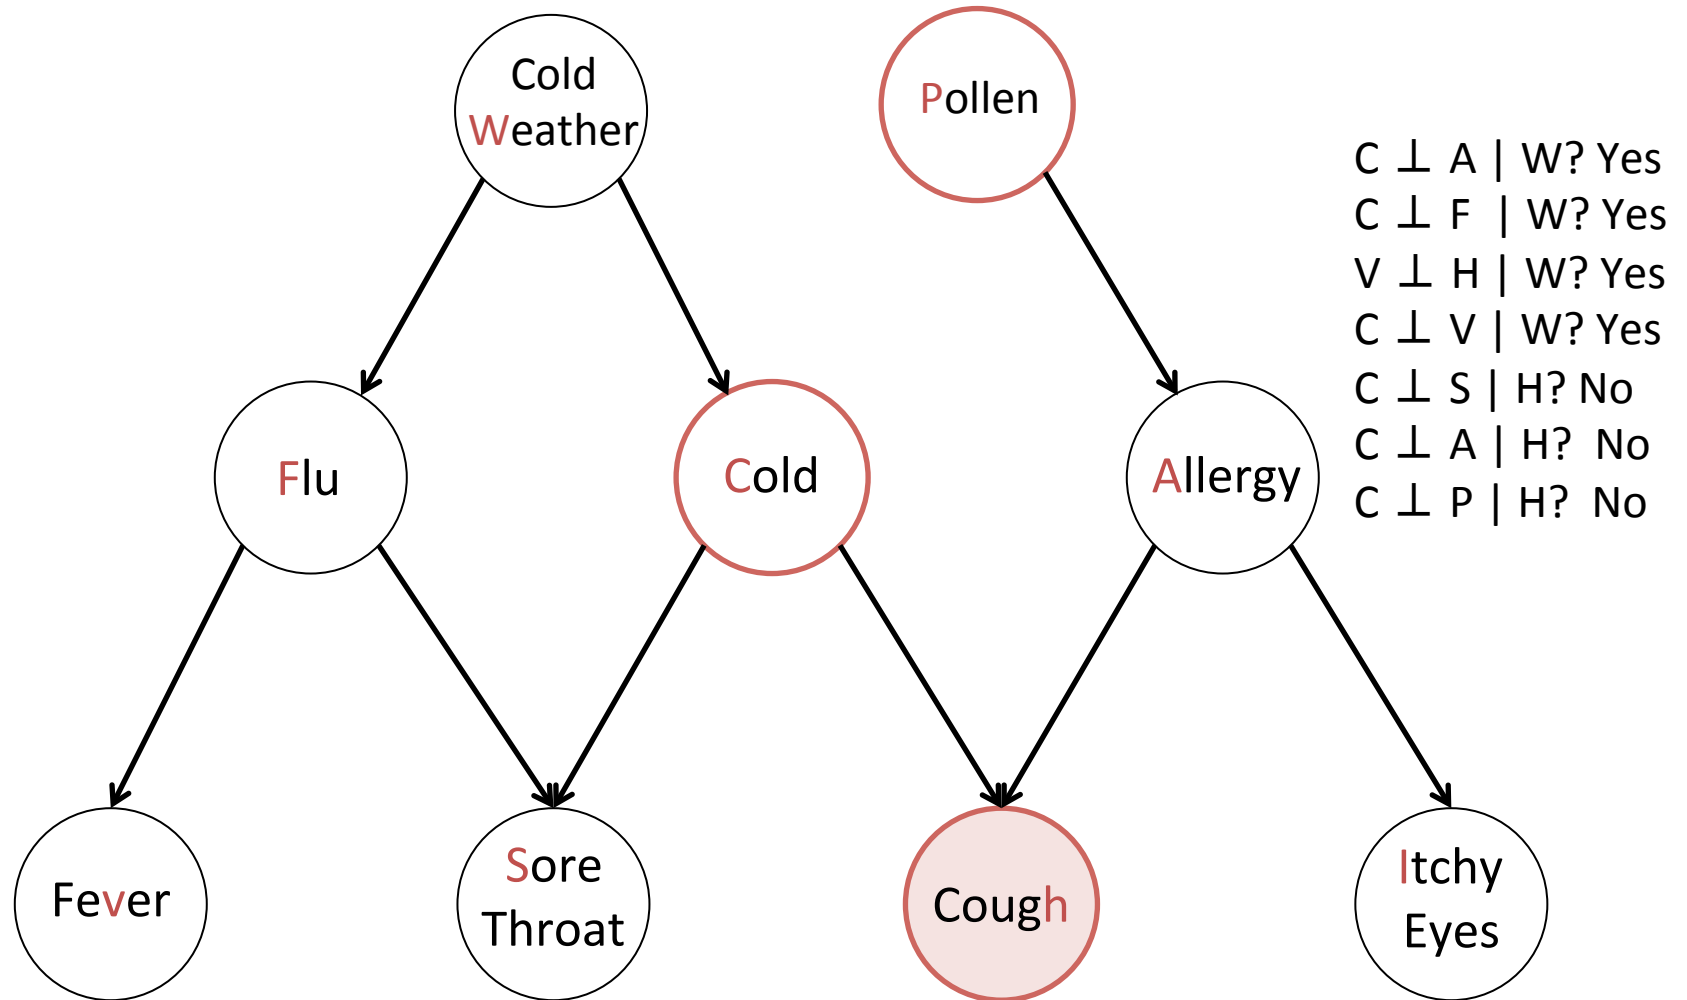 Cold
Weather
Pollen
C ⊥ A | W? Yes
C ⊥ F | W? Yes
V ⊥ H | W? Yes
C ⊥ V | W? Yes
C ⊥ S | H? No
C ⊥ A | H? No
C ⊥ P | H? No
Flu
Cold
Allergy
Fever
Sore
Throat
Cough
Itchy
Eyes